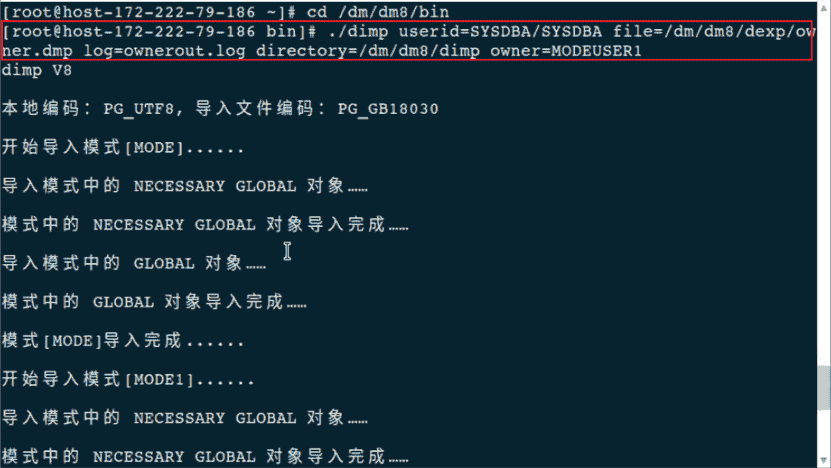 [root@host-172-222-79-186 ~]# cd /dm/dm8/bin
[root@host-172-222-79-186 bin]# ./dimp userid=SYSDBA/SYSDBA file=/dm/dm8/dexp/ow
ner.dmp log=ownerout.log directory=/dm/dm8/dimp owner=MODEUSER1
dimp V8
本地编码：PG_UTF8, 导入文件编码：PG_GB18030
开始导入模式[MODE]......
导入模式中的 NECESSARY GLOBAL 对象……
模式中的 NECESSARY GLOBAL 对象导入完成……
导入模式中的 GLOBAL 对象……
模式中的 GLOBAL 对象导入完成……
模式[MODE]导入完成......
开始导入模式[MODE1]......
导入模式中的 NECESSARY GLOBAL 对象……
模式中的 NECESSARY GLOBAL 对象导入完成……